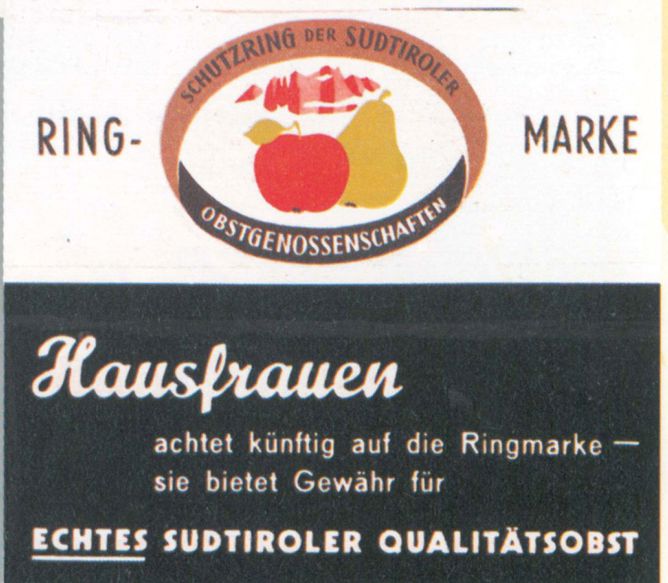 SCHUTZRING DER SUDTIROLER
RING-
MARKE
OBSTGENOSSENSCHAFTEN
Hausfrauen
achtet künftig auf die Ringmarke —
sie bietet Gewähr für
ECHTES SUDTIROLER QUALITÄTSOBST